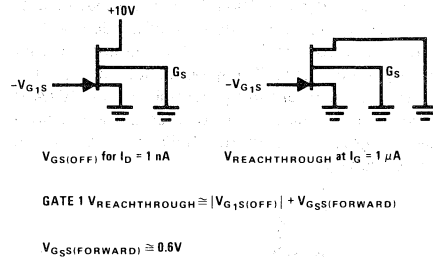 +10V
Gs
-VG1S
Gs
-VG1S
VGS(OFF) for ID = 1 nA
VREACHTHROUGH at IG = 1 μA
GATE 1 VREACHTHROUGH ≅ |VG1S(OFF)| + VGSS(FORWARD)
VGSS(FORWARD) ≅ 0.6V